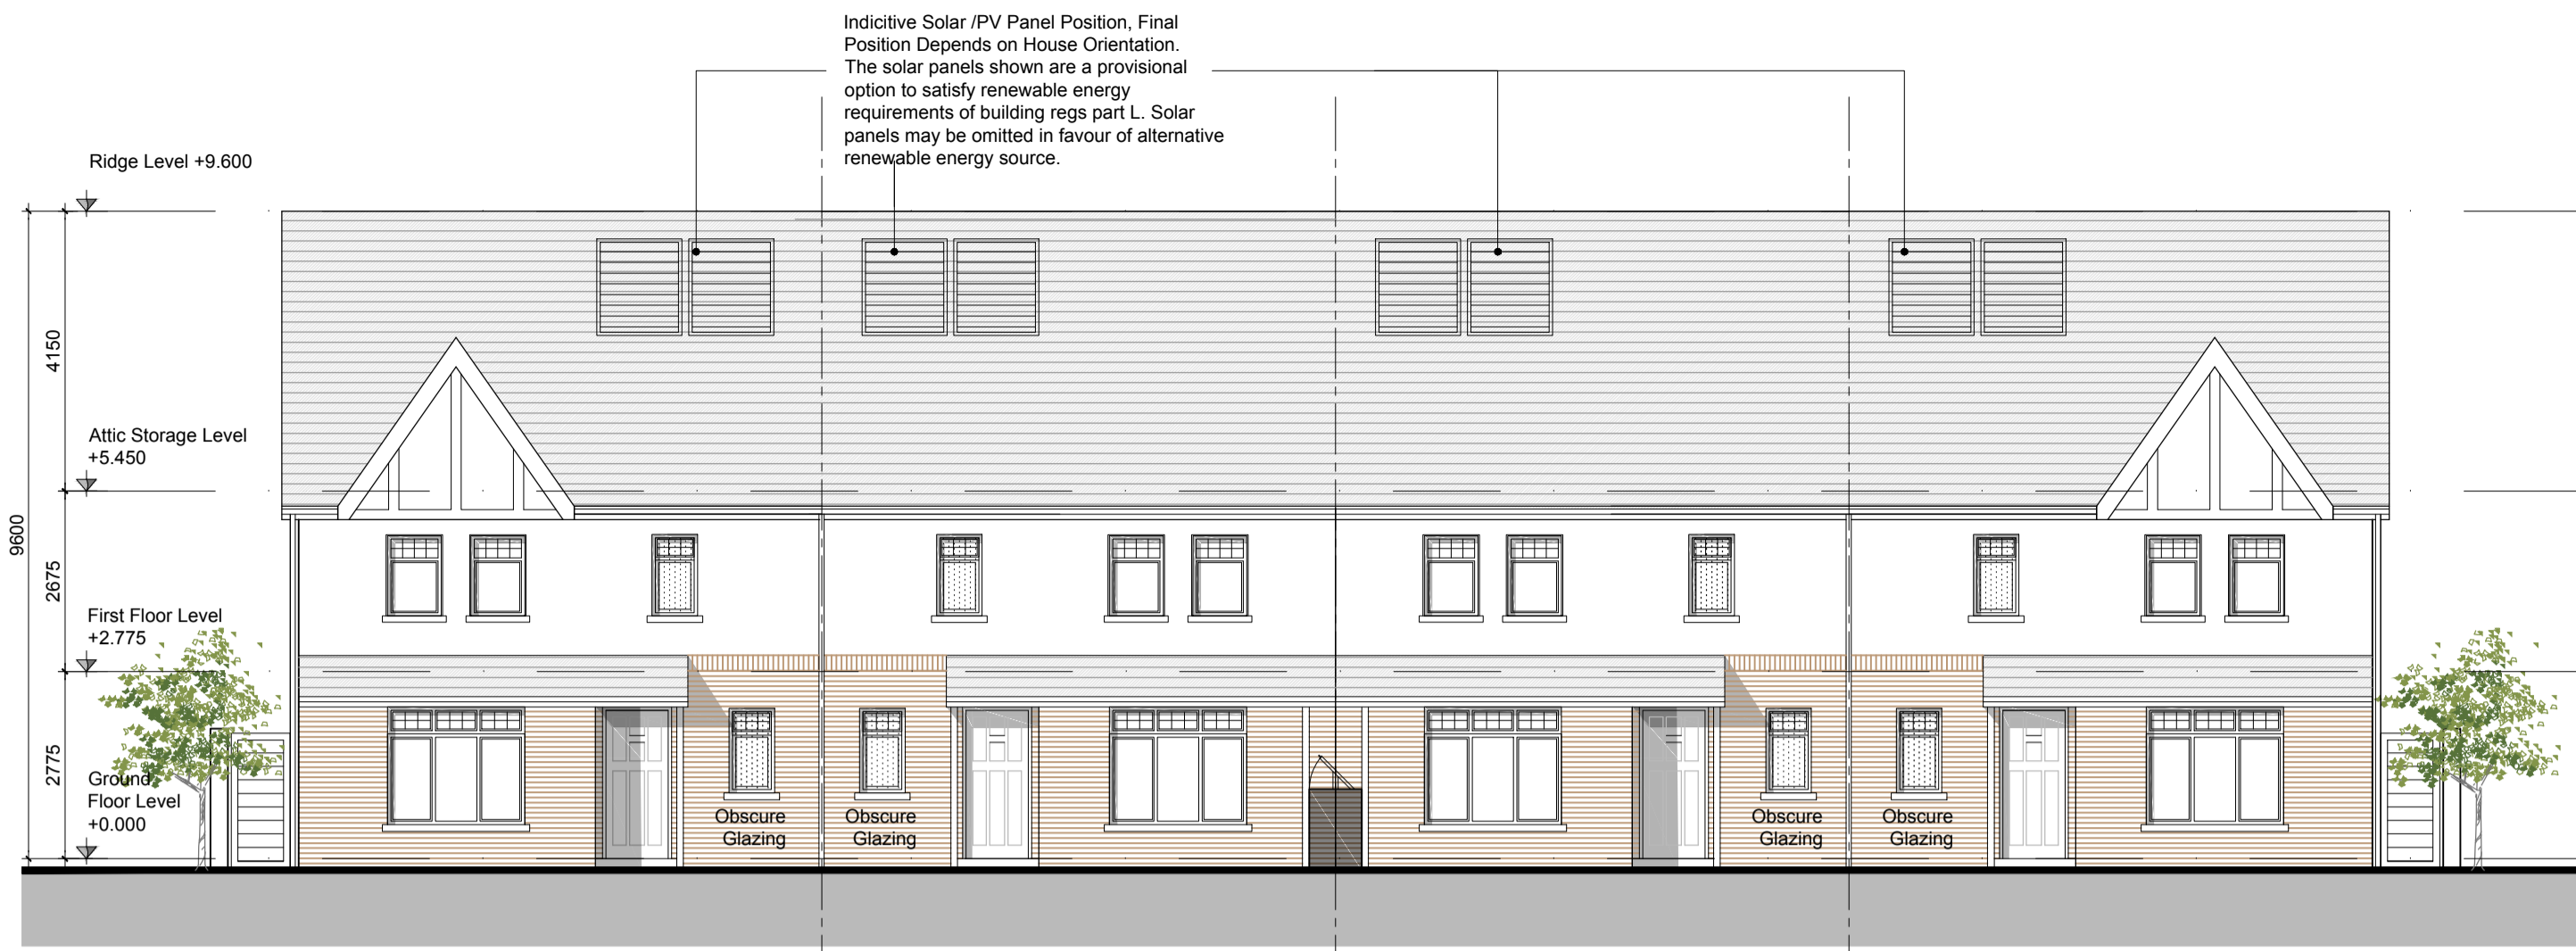 Indicitive Solar /PV Panel Position, Final
Position Depends on House Orientation.
The solar panels shown are a provisional
option to satisfy renewable energy
requirements of building regs part L. Solar
panels may be omitted in favour of alternative
renewable energy source.
Ridge Level +9.600
4150
Attic Storage Level
+5.450
9600
2675
First Floor Level
+2.775
2775
Ground
Floor Level
+0.000
Obscure
Glazing
Obscure
Glazing
Obscure
Glazing
Obscure
Glazing